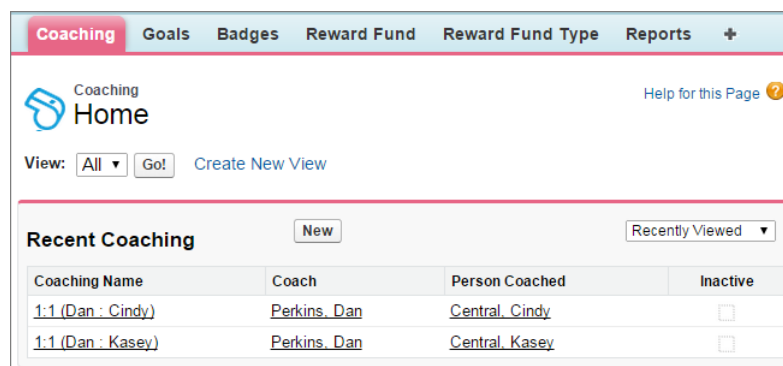 Coaching Goals Badges Reward Fund Reward Fund Type Reports +
Coaching
Home
Help for this Page ?
View: All Go! Create New View
Recent Coaching New Recently Viewed
Coaching Name Coach Person Coached Inactive
1:1 (Dan : Cindy) Perkins, Dan Central, Cindy
1:1 (Dan : Kasey) Perkins, Dan Central, Kasey